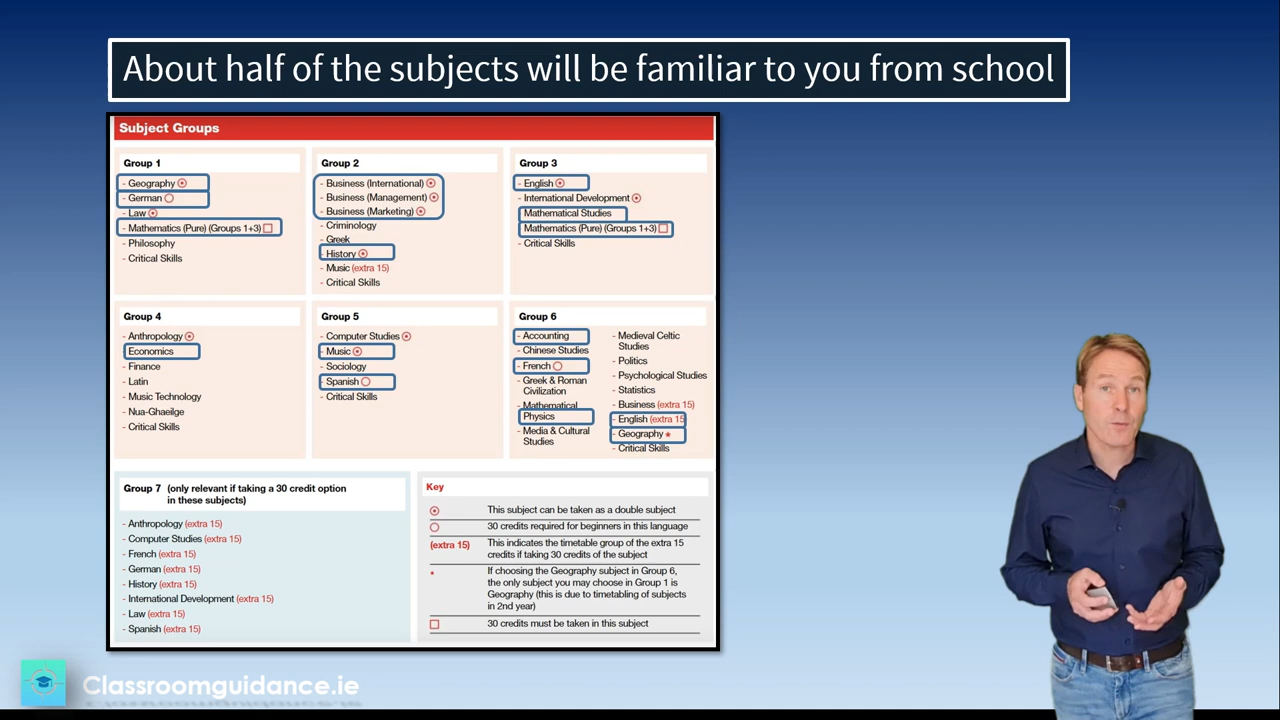 About half of the subjects will be familiar to you from school
Subject Groups
Group 1
- Geography
- German
- Law
- Mathematics (Pure) (Groups 1+3)
- Philosophy
- Critical Skills
Group 2
- Business (International)
- Business (Management)
- Business (Marketing)
- Criminology
- Greek
- History
- Music (extra 15)
- Critical Skills
Group 3
- English
- International Development
Mathematical Studies
- Mathematics (Pure) (Groups 1+3)
- Critical Skills
Group 4
- Anthropology
Economics
- Finance
- Latin
- Music Technology
- Nua-Ghaeilge
- Critical Skills
Group 5
- Computer Studies
- Music
- Sociology
- Spanish
- Critical Skills
Group 6
- Accounting
- Chinese Studies
- French
- Greek & Roman
Civilization
- Mathematical
Physics
- Media & Cultural
Studies
- Medieval Celtic
Studies
- Politics
- Psychological Studies
- Statistics
- Business (extra 15)
- English (extra 15
- Geography *
- Critical Skills
Group 7 (only relevant if taking a 30 credit option
in these subjects)
- Anthropology (extra 15)
- Computer Studies (extra 15)
- French (extra 15)
- German (extra 15)
- History (extra 15)
- International Development (extra 15)
- Law (extra 15)
- Spanish (extra 15)
Key
This subject can be taken as a double subject
30 credits required for beginners in this language
(extra 15) This indicates the timetable group of the extra 15
credits if taking 30 credits of the subject
* If choosing the Geography subject in Group 6,
the only subject you may choose in Group 1 is
Geography (this is due to timetabling of subjects
in 2nd year)
30 credits must be taken in this subject
Classroomguidance.ie